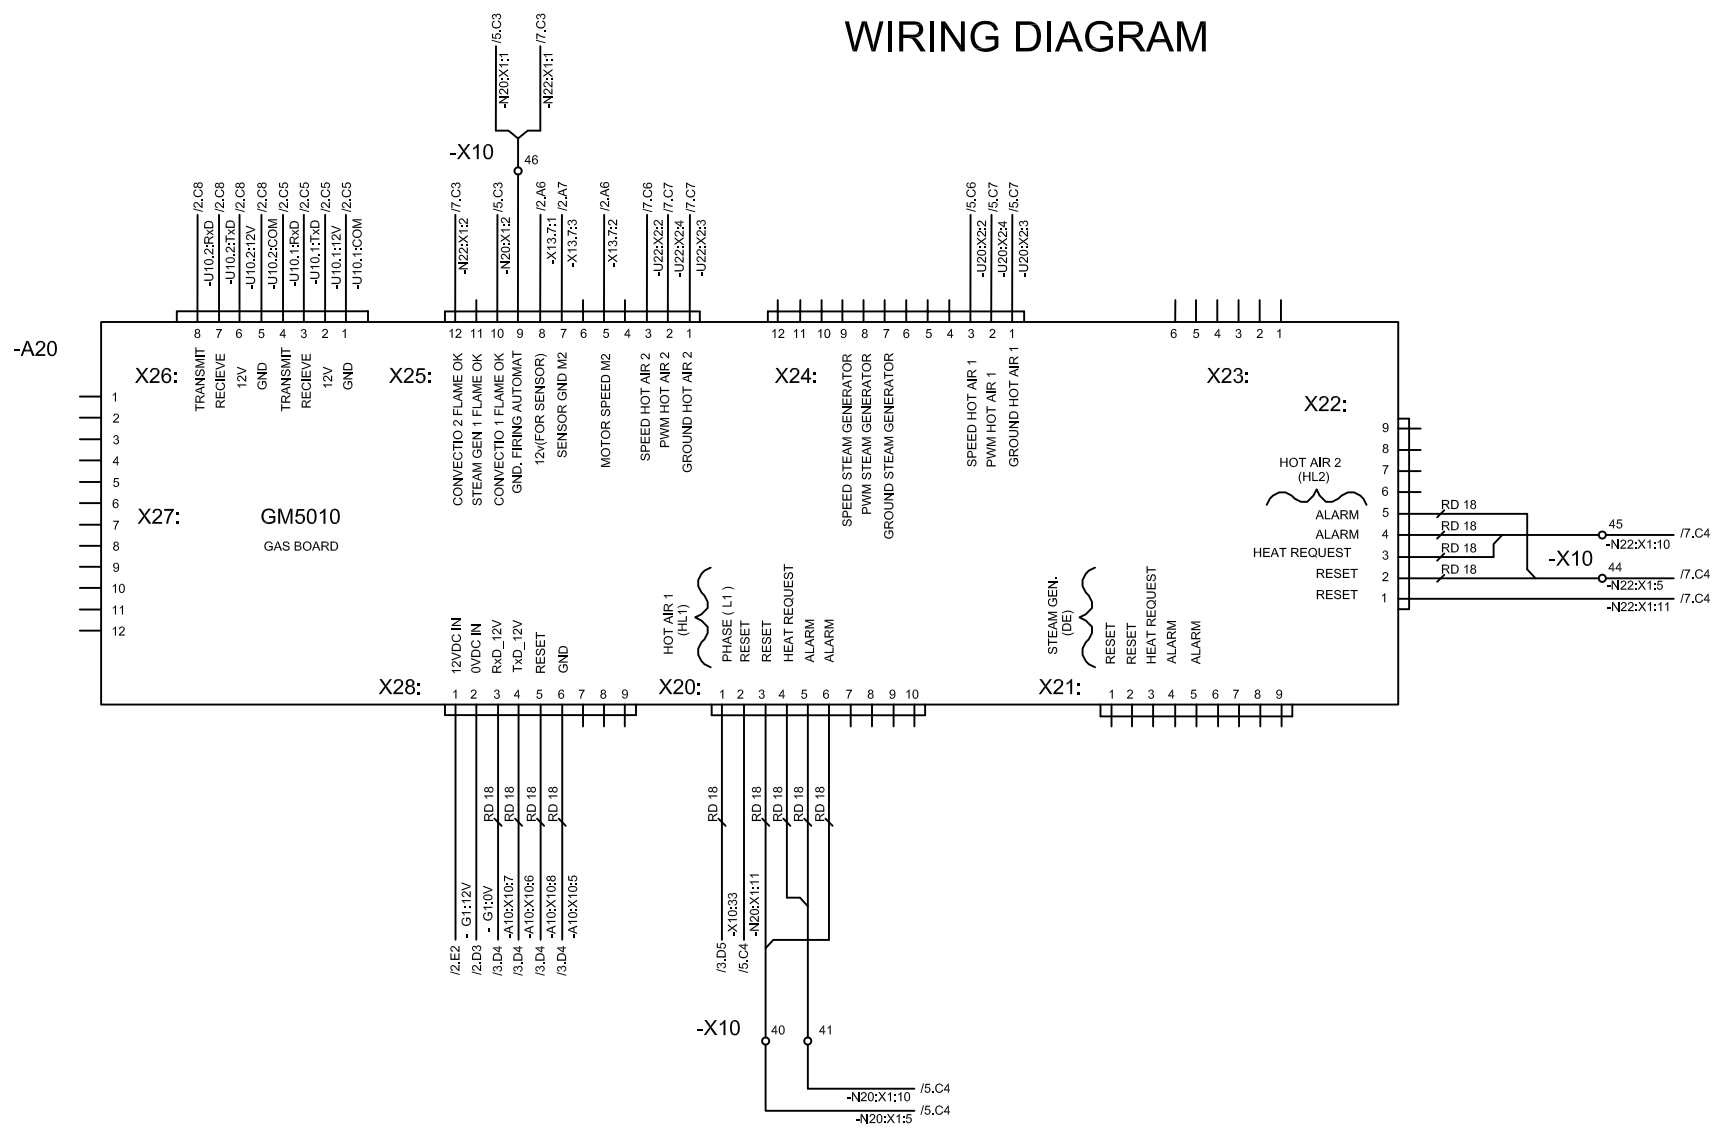 WIRING DIAGRAM
/5.C3
-N20:X1:1
/7.C3
-N22:X1:1
-X10
46
/2.C8
-U10.2:RxD
/2.C8
-U10.2:TxD
/2.C8
-U10.2:12V
/2.C8
-U10.2:COM
/2.C5
-U10.1:RxD
/2.C5
-U10.1:TxD
/2.C5
-U10.1:12V
/2.C5
-U10.1:COM
/7.C3
-N22:X1:2
/5.C3
-N20:X1:2
/2.A6
-X13.7:1
/2.A7
-X13.7:3
/2.A6
-X13.7:2
/7.C6
-U22:X2:2
/7.C7
-U22:X2:4
/7.C7
-U22:X2:3
/5.C6
-U20:X2:2
/5.C7
-U20:X2:4
/5.C7
-U20:X2:3
-A20
8 7 6 5 4 3 2 1
12 11 10 9 8 7 6 5 4 3 2 1
12 11 10 9 8 7 6 5 4 3 2 1
6 5 4 3 2 1
X26:
TRANSMIT
RECIEVE
12V
GND
TRANSMIT
RECIEVE
12V
GND
X25:
CONVECTIO 2 FLAME OK
STEAM GEN 1 FLAME OK
CONVECTIO 1 FLAME OK
GND. FIRING AUTOMAT
12v(FOR SENSOR)
SENSOR GND M2
MOTOR SPEED M2
SPEED HOT AIR 2
PWM HOT AIR 2
GROUND HOT AIR 2
X24:
SPEED STEAM GENERATOR
PWM STEAM GENERATOR
GROUND STEAM GENERATOR
SPEED HOT AIR 1
PWM HOT AIR 1
GROUND HOT AIR 1
X23:
X22:
1
2
3
4
5
6
7
8
9
10
11
12
X27:
GM5010
GAS BOARD
HOT AIR 2
(HL2)
9
8
7
6
ALARM 5 RD 18
ALARM 4 RD 18
HEAT REQUEST 3 RD 18
RESET 2 RD 18
RESET 1
-X10
45
-N22:X1:10
/7.C4
44
-N22:X1:5
/7.C4
-N22:X1:11
/7.C4
12VDC IN
0VDC IN
RxD_12V
TxD_12V
RESET
GND
HOT AIR 1
(HL1)
PHASE ( L1 )
RESET
RESET
HEAT REQUEST
ALARM
ALARM
STEAM GEN.
(DE)
RESET
RESET
HEAT REQUEST
ALARM
ALARM
X28:
1 2 3 4 5 6 7 8 9
X20:
1 2 3 4 5 6 7 8 9 10
X21:
1 2 3 4 5 6 7 8 9
RD 18
RD 18
RD 18
RD 18
RD 18
RD 18
RD 18
RD 18
RD 18
/2.E2
- G1:12V
/2.D3
- G1:0V
/3.D4
-A10:X10:7
/3.D4
-A10:X10:6
/3.D4
-A10:X10:8
/3.D4
-A10:X10:5
/3.D5
-X10:33
/5.C4
-N20:X1:11
-X10
40
41
-N20:X1:10
/5.C4
-N20:X1:5
/5.C4